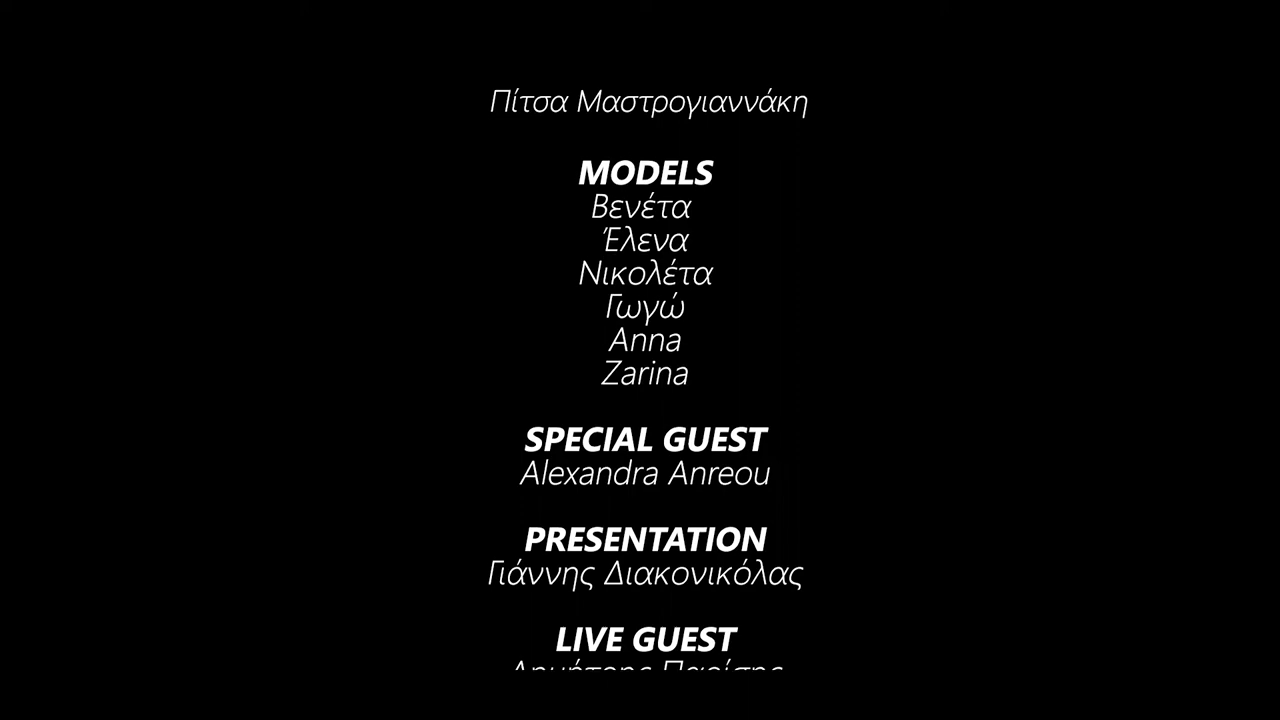 Πίτσα Μαστρογιαννάκη
MODELS
Βενέτα
Έλενα
Νικολέτα
Γωγώ
Anna
Zarina
SPECIAL GUEST
Alexandra Anreou
PRESENTATION
Γιάννης Διακονικόλας
LIVE GUEST